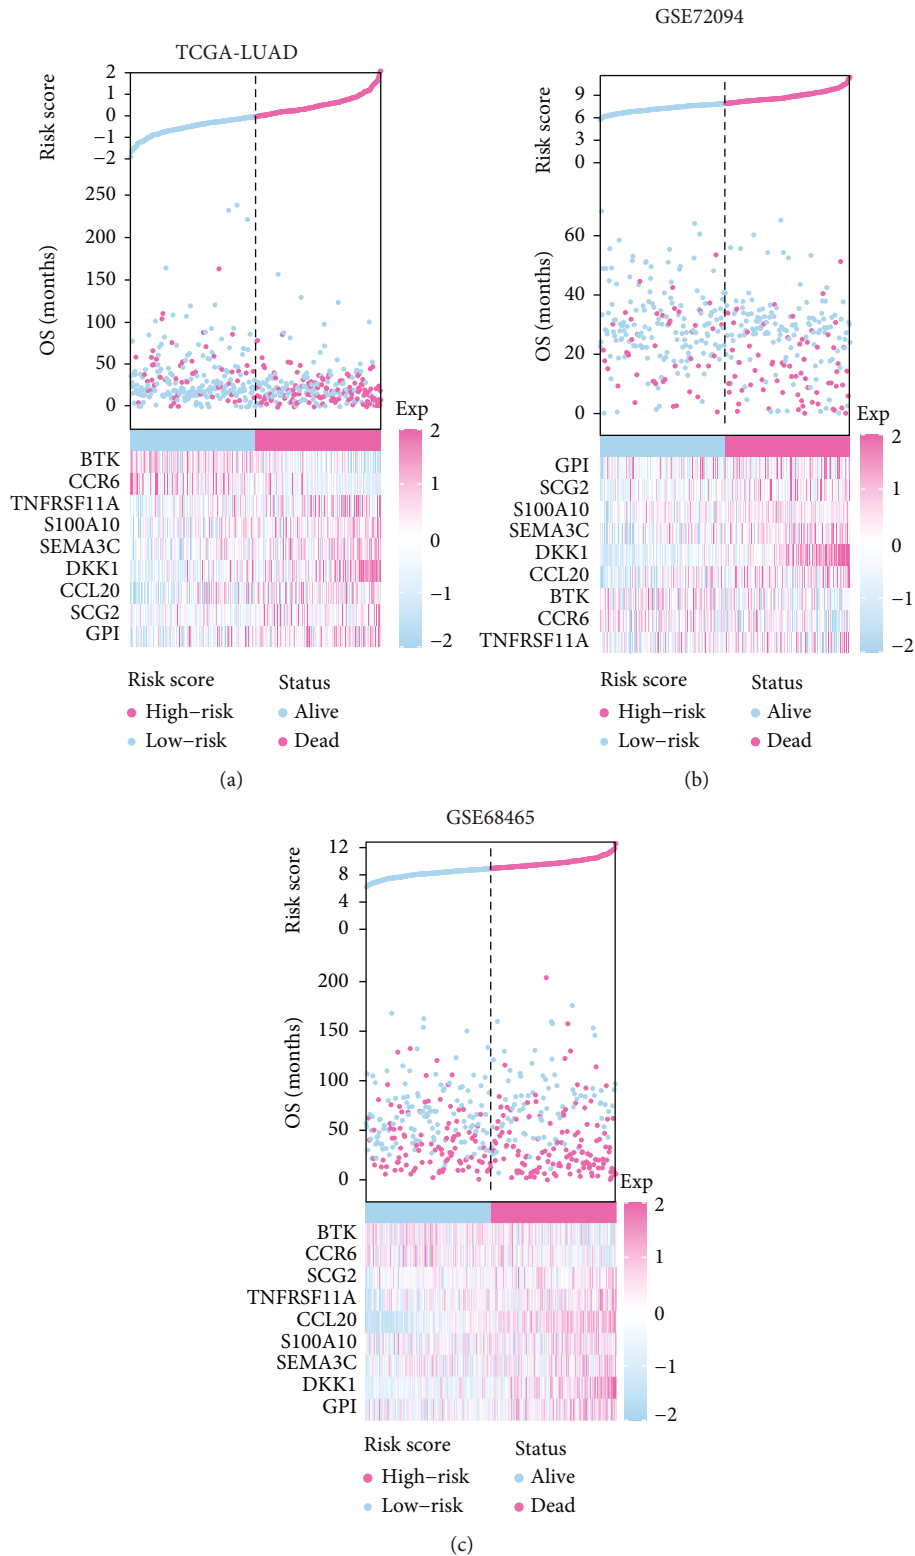 TCGA-LUAD
Risk score
2
1
0
−1
−2
OS (months)
250
200
150
100
50
0
Exp
2
1
0
−1
−2
BTK
CCR6
TNFRSF11A
S100A10
SEMA3C
DKK1
CCL20
SCG2
GPI
Risk score
High−risk
Low−risk
Status
Alive
Dead
(a)
GSE72094
Risk score
9
6
3
0
OS (months)
60
40
20
0
Exp
2
1
0
−1
−2
GPI
SCG2
S100A10
SEMA3C
DKK1
CCL20
BTK
CCR6
TNFRSF11A
Risk score
High−risk
Low−risk
Status
Alive
Dead
(b)
GSE68465
Risk score
12
8
4
0
OS (months)
200
150
100
50
0
Exp
2
1
0
−1
−2
BTK
CCR6
SCG2
TNFRSF11A
CCL20
S100A10
SEMA3C
DKK1
GPI
Risk score
High−risk
Low−risk
Status
Alive
Dead
(c)